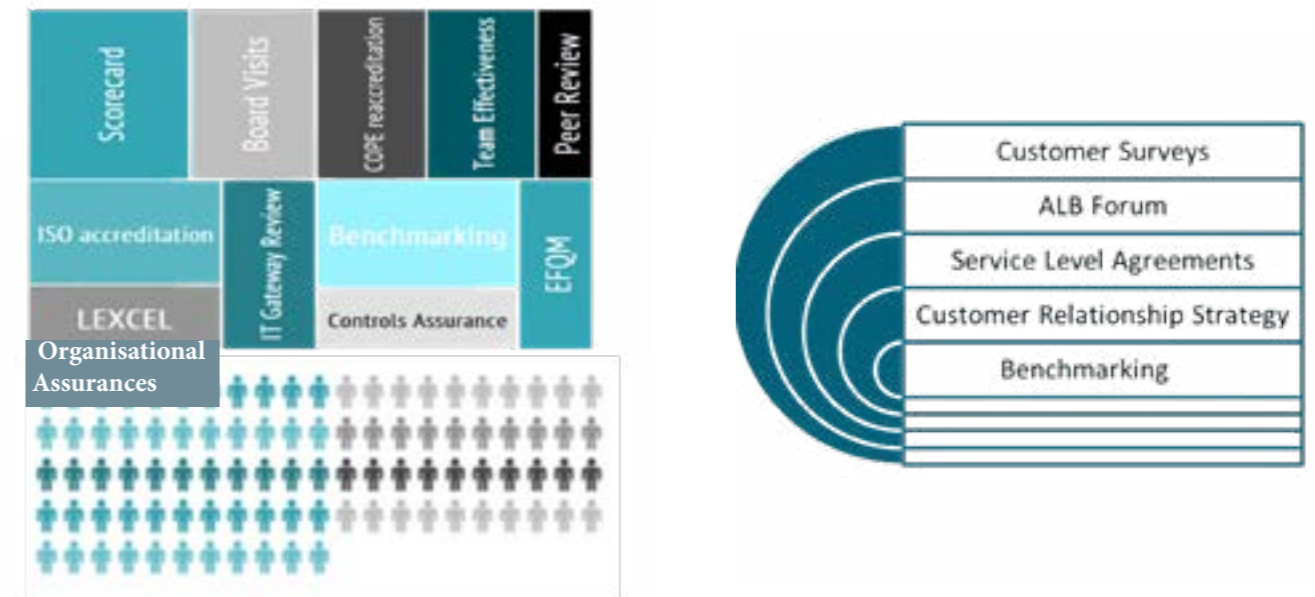 Scorecard
Board Visits
COPE reaccreditation
Team Effectiveness
Peer Review
ISO accreditation
IT Gateway Review
Benchmarking
EFQM
LEXCEL
Controls Assurance
Organisational
Assurances
Customer Surveys
ALB Forum
Service Level Agreements
Customer Relationship Strategy
Benchmarking